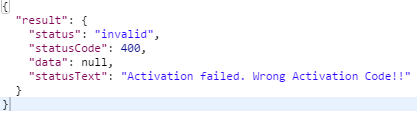 {
  "result": {
    "status": "invalid",
    "statusCode": 400,
    "data": null,
    "statusText": "Activation failed. Wrong Activation Code!!"
  }
}